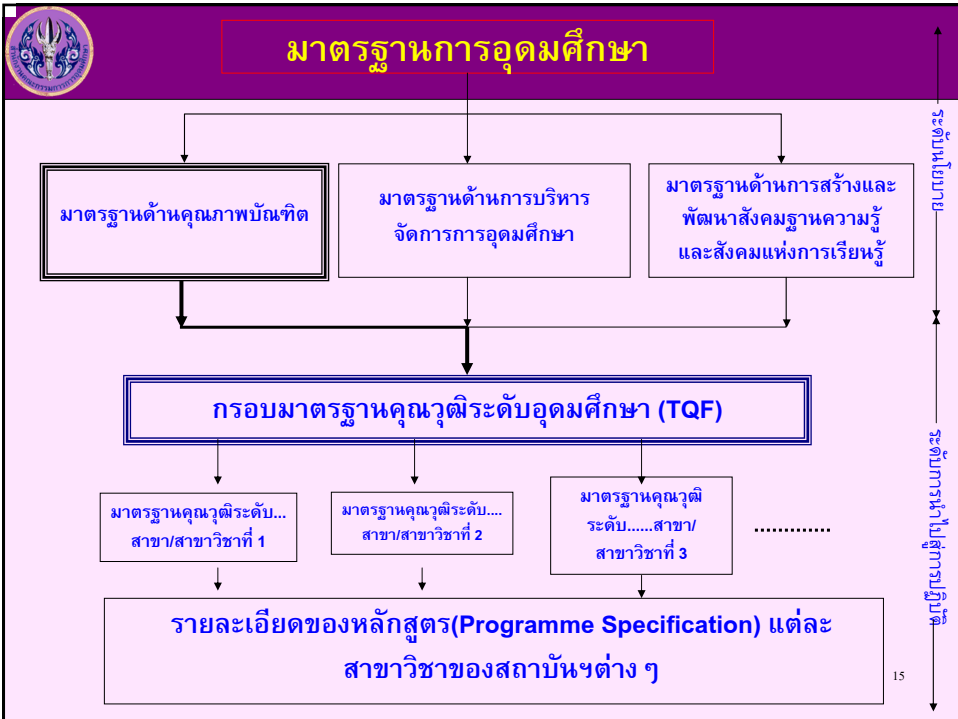 มาตรฐานการอุดมศึกษา
ระดับนโยบาย
มาตรฐานด้านคุณภาพบัณฑิต
มาตรฐานด้านการบริหาร
จัดการการอุดมศึกษา
มาตรฐานด้านการสร้างและ
พัฒนาสังคมฐานความรู้
และสังคมแห่งการเรียนรู้
กรอบมาตรฐานคุณวุฒิระดับอุดมศึกษา (TQF)
ระดับการนำไปสู่การปฏิบัติ
มาตรฐานคุณวุฒิระดับ...
สาขา/สาขาวิชาที่ 1
มาตรฐานคุณวุฒิระดับ....
สาขา/สาขาวิชาที่ 2
มาตรฐานคุณวุฒิ
ระดับ......สาขา/
สาขาวิชาที่ 3
.............
รายละเอียดของหลักสูตร(Programme Specification) แต่ละ
สาขาวิชาของสถาบันฯต่าง ๆ
15